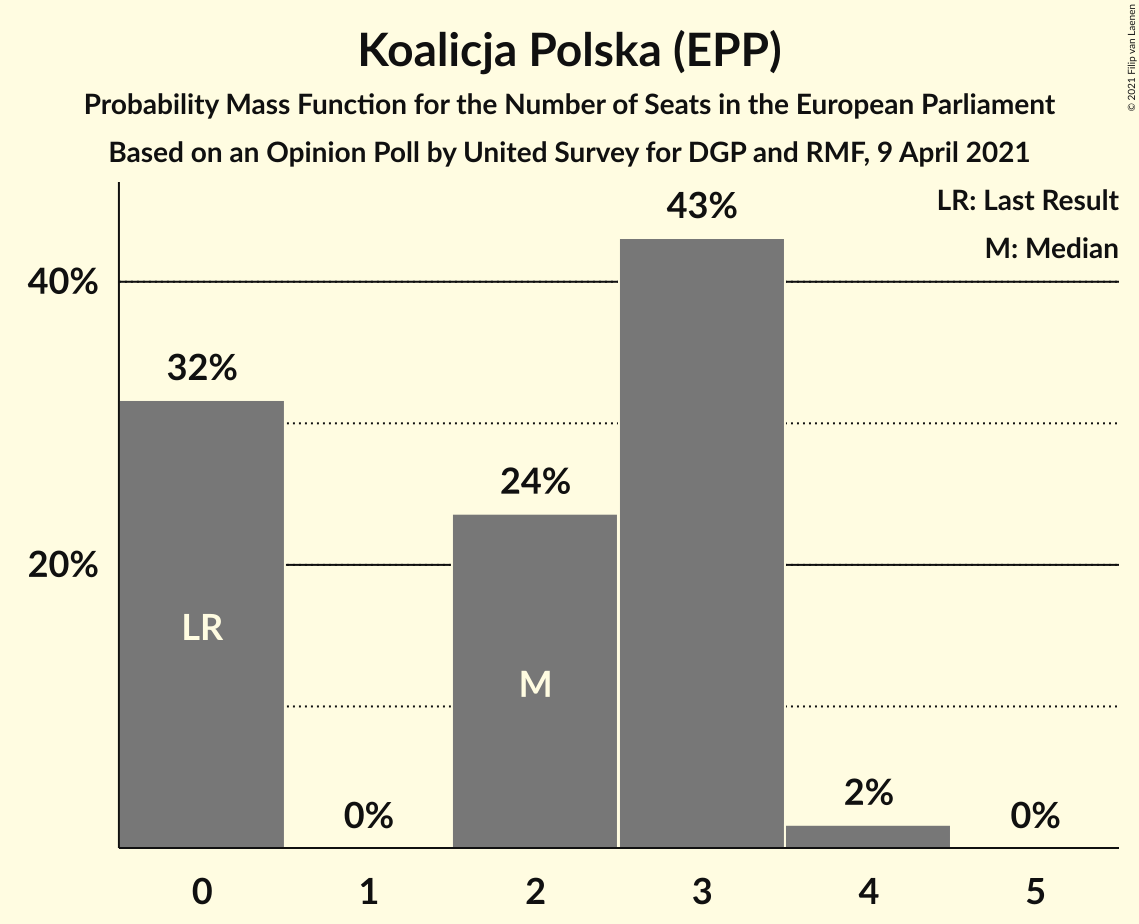 Koalicja Polska (EPP)
Probability Mass Function for the Number of Seats in the European Parliament
Based on an Opinion Poll by United Survey for DGP and RMF, 9 April 2021
© 2021 Filip van Laenen
LR: Last Result
M: Median
43%
40%
32%
24%
20%
LR
M
2%
0%
0%
0 1 2 3 4 5